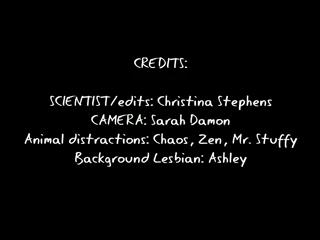 CREDITS:
SCIENTIST/edits: Christina Stephens
CAMERA: Sarah Damon
Animal distractions: Chaos, Zen, Mr. Stuffy
Background Lesbian: Ashley